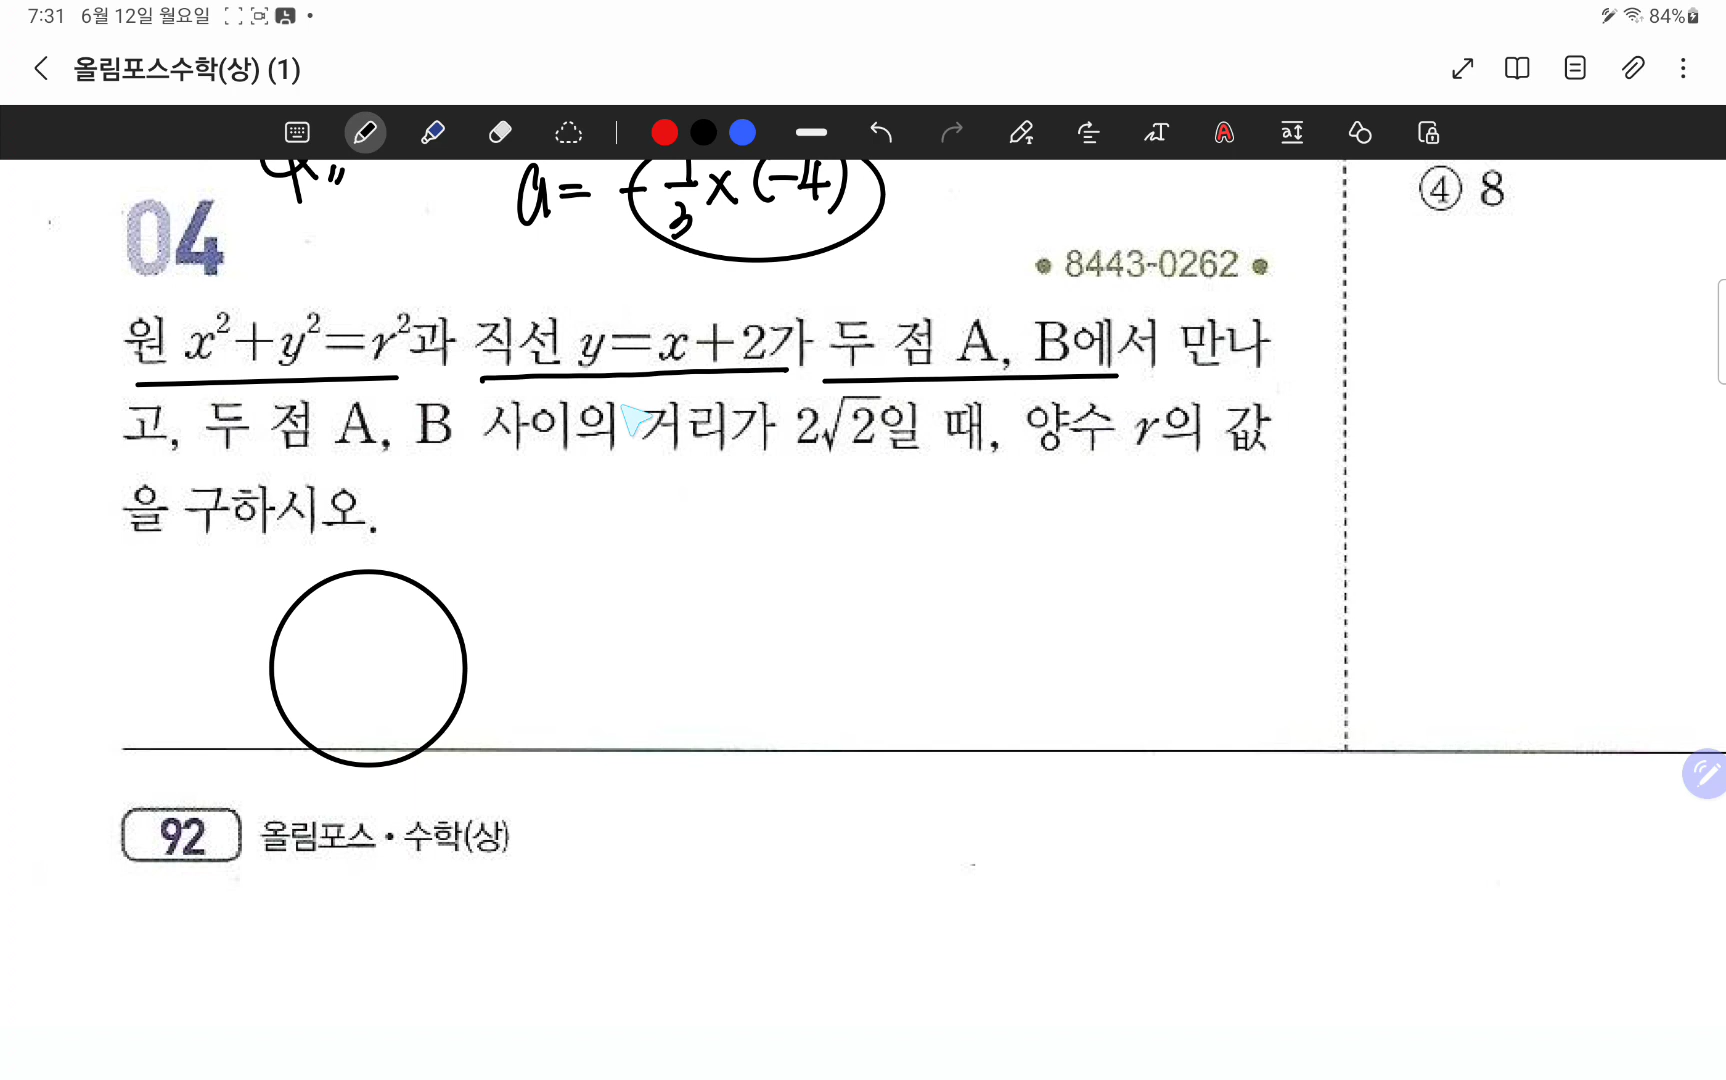 7:31 6월 12일 월요일
84%
올림포스수학(상) (1)
a = - 1/3 × (-4)
④ 8
04
• 8443-0262 •
원 x²+y²=r²과 직선 y=x+2가 두 점 A, B에서 만나
고, 두 점 A, B 사이의 거리가 2√2일 때, 양수 r의 값
을 구하시오.
92 올림포스 • 수학(상)